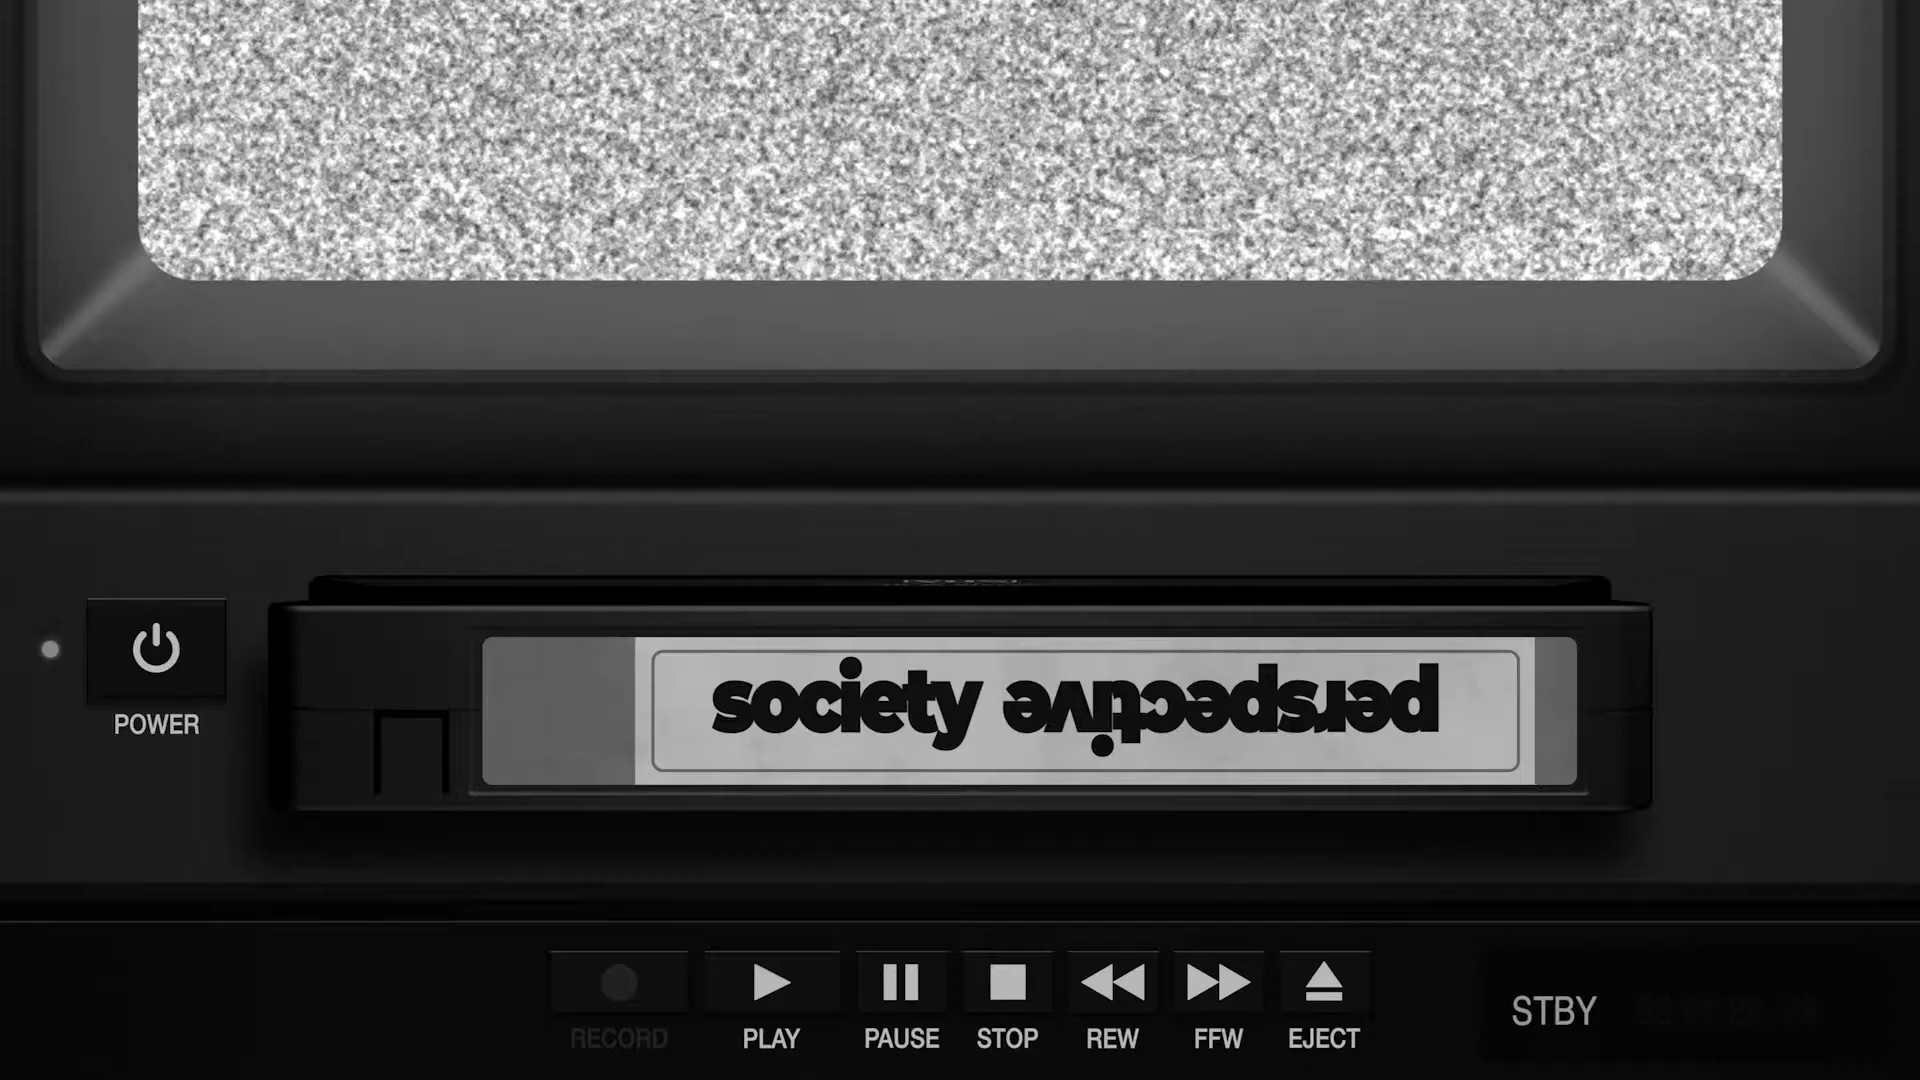 society perspective
POWER
RECORD PLAY PAUSE STOP REW FFW EJECT
STBY